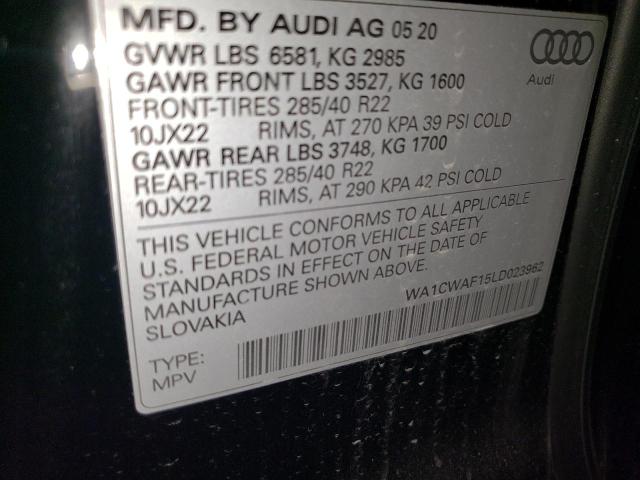 MFD. BY AUDI AG 05 20
GVWR LBS 6581, KG 2985
GAWR FRONT LBS 3527, KG 1600
FRONT-TIRES 285/40 R22
10JX22 RIMS, AT 270 KPA 39 PSI COLD
GAWR REAR LBS 3748, KG 1700
REAR-TIRES 285/40 R22
10JX22 RIMS, AT 290 KPA 42 PSI COLD
Audi
THIS VEHICLE CONFORMS TO ALL APPLICABLE
U.S. FEDERAL MOTOR VEHICLE SAFETY
STANDARDS IN EFFECT ON THE DATE OF
MANUFACTURE SHOWN ABOVE.
SLOVAKIA
WA1CWAF15LD023962
TYPE:
MPV